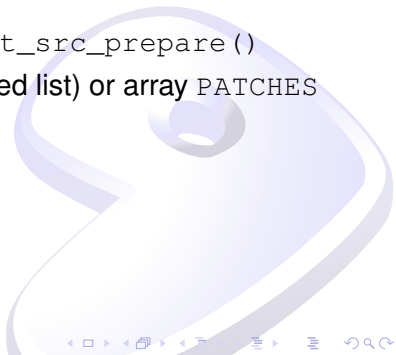 t_src_prepare()
ed list) or array PATCHES